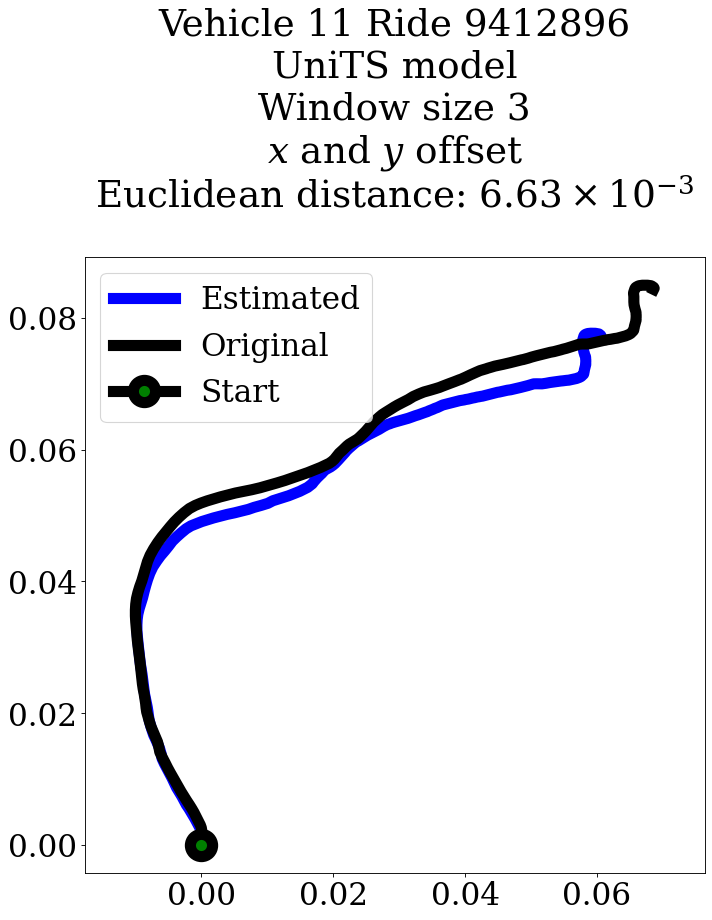 Vehicle 11 Ride 9412896
UniTS model
Window size 3
x and y offset
Euclidean distance: 6.63 × 10⁻³
Estimated
Original
Start
0.08
0.06
0.04
0.02
0.00
0.00 0.02 0.04 0.06